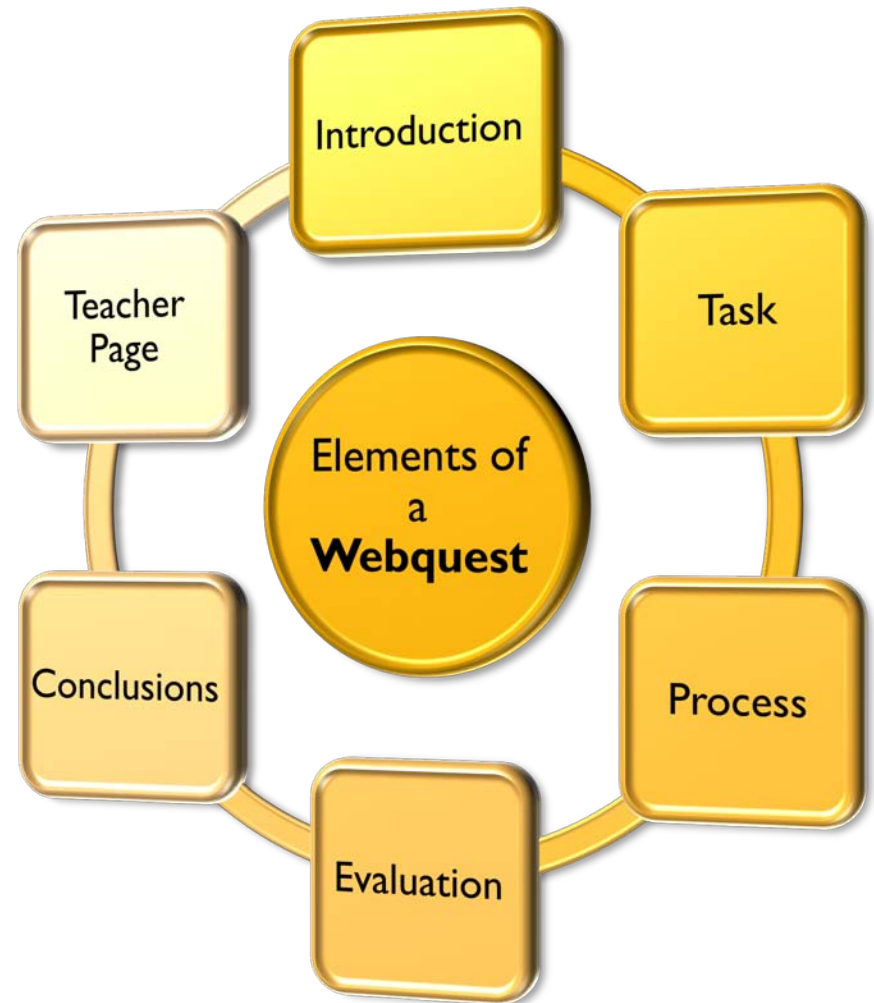 Introduction
Task
Process
Evaluation
Conclusions
Teacher
Page
Elements of
a
Webquest